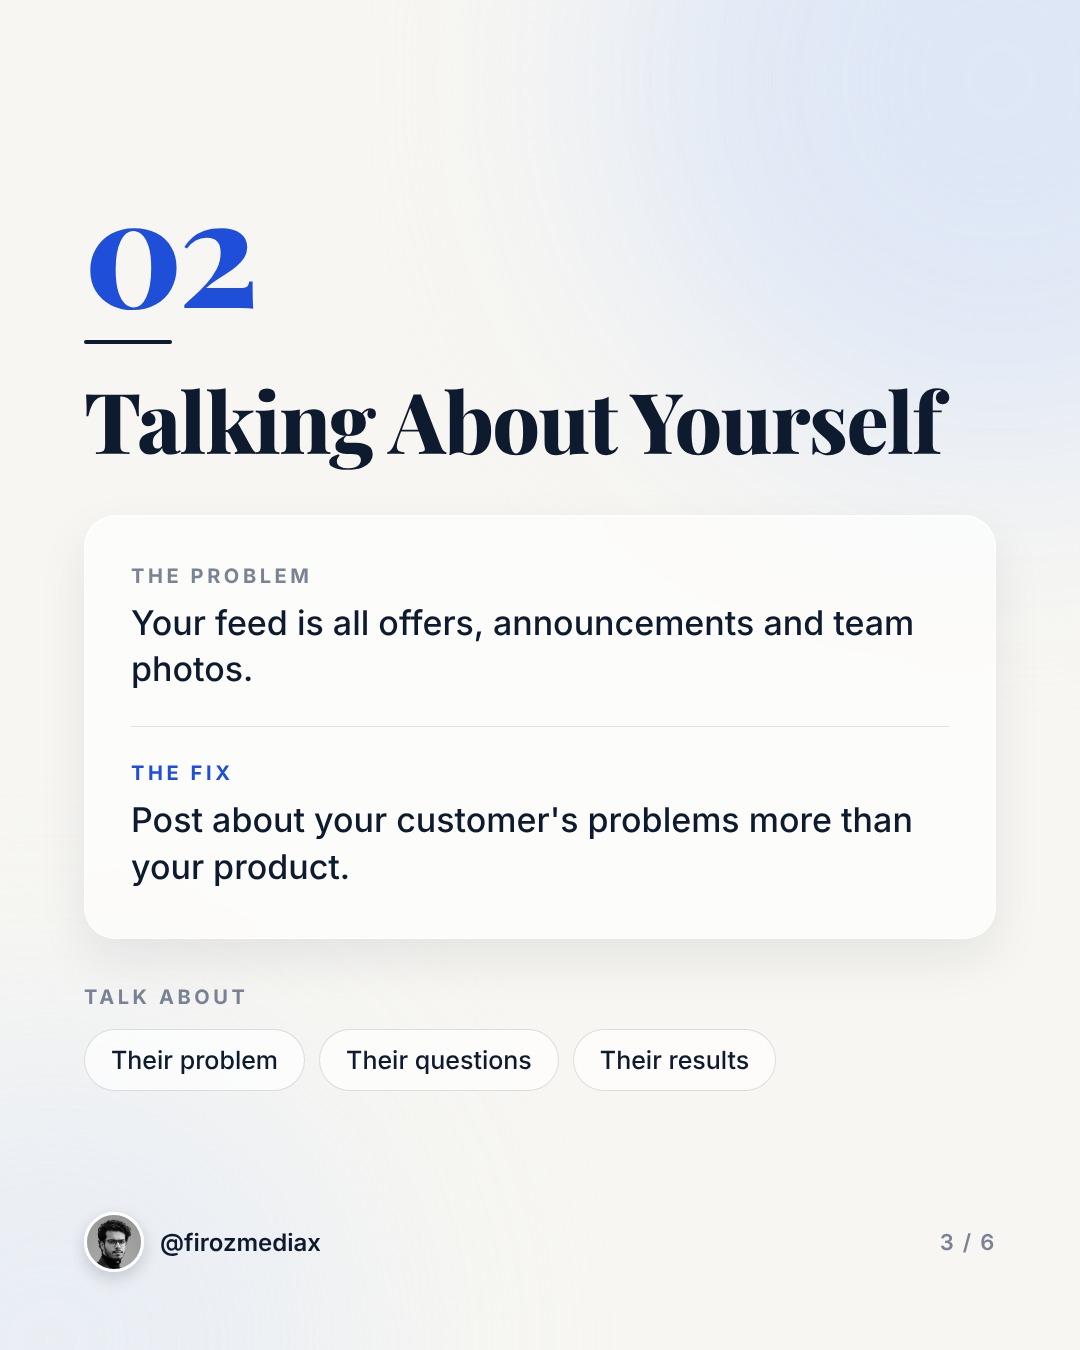 02
Talking About Yourself
THE PROBLEM
Your feed is all offers, announcements and team
photos.
THE FIX
Post about your customer's problems more than
your product.
TALK ABOUT
Their problem
Their questions
Their results
@firozmediax
3 / 6